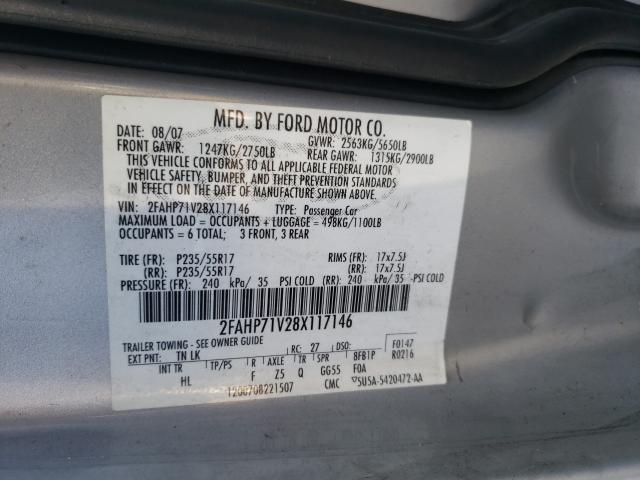 MFD. BY FORD MOTOR CO.
DATE: 08/07 GVWR: 2563KG/5650LB
FRONT GAWR: 1247KG/2750LB REAR GAWR: 1315KG/2900LB
THIS VEHICLE CONFORMS TO ALL APPLICABLE FEDERAL MOTOR
VEHICLE SAFETY, BUMPER, AND THEFT PREVENTION STANDARDS
IN EFFECT ON THE DATE OF MANUFACTURE SHOWN ABOVE.
VIN: 2FAHP71V28X117146 TYPE: Passenger Car
MAXIMUM LOAD = OCCUPANTS + LUGGAGE = 498KG/1100LB
OCCUPANTS = 6 TOTAL: 3 FRONT, 3 REAR
TIRE (FR): P235/55R17 RIMS (FR): 17x7.5J
(RR): P235/55R17 (RR): 17x7.5J
PRESSURE (FR): 240 kPa/ 35 PSI COLD (RR): 240 kPa/ 35 PSI COLD
2FAHP71V28X117146
TRAILER TOWING - SEE OWNER GUIDE F0147
EXT PNT: TN LK RC: 27 DSO: R0216
INT TR TP/PS R AXLE TR SPR 8FB1P
HL F Z5 Q GG55 F0A
1200708221507 CMC 5U5A-5420472-AA